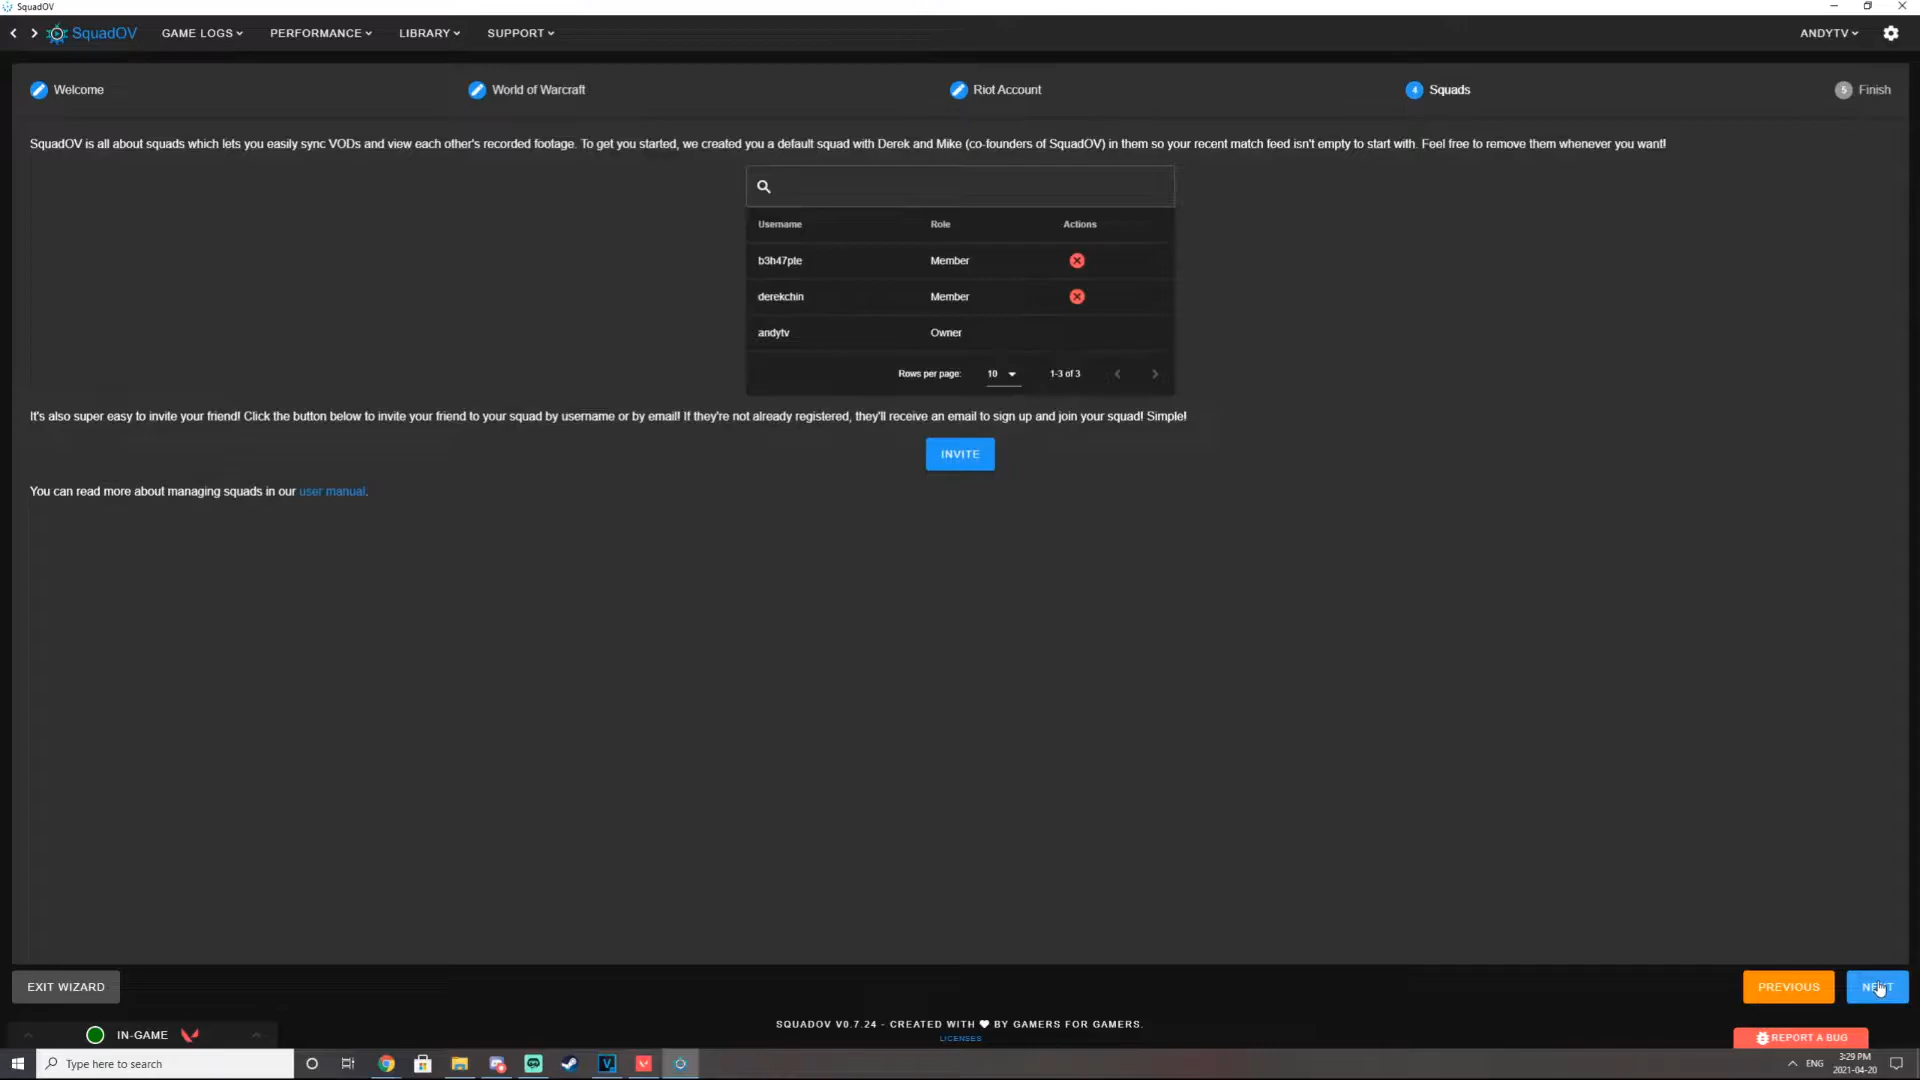 SquadOV
SquadOV GAME LOGS PERFORMANCE LIBRARY SUPPORT ANDYTV
Welcome World of Warcraft Riot Account 4 Squads 5 Finish
SquadOV is all about squads which lets you easily sync VODs and view each other's recorded footage. To get you started, we created you a default squad with Derek and Mike (co-founders of SquadOV) in them so your recent match feed isn't empty to start with. Feel free to remove them whenever you want!
Username Role Actions
b3h47pte Member
derekchin Member
andytv Owner
Rows per page: 10 1-3 of 3
It's also super easy to invite your friend! Click the button below to invite your friend to your squad by username or by email! If they're not already registered, they'll receive an email to sign up and join your squad! Simple!
INVITE
You can read more about managing squads in our user manual.
EXIT WIZARD PREVIOUS NEXT
IN-GAME SQUADOV V0.7.24 - CREATED WITH ♥ BY GAMERS FOR GAMERS.
LICENSES REPORT A BUG
Type here to search ENG 3:29 PM
2021-04-20